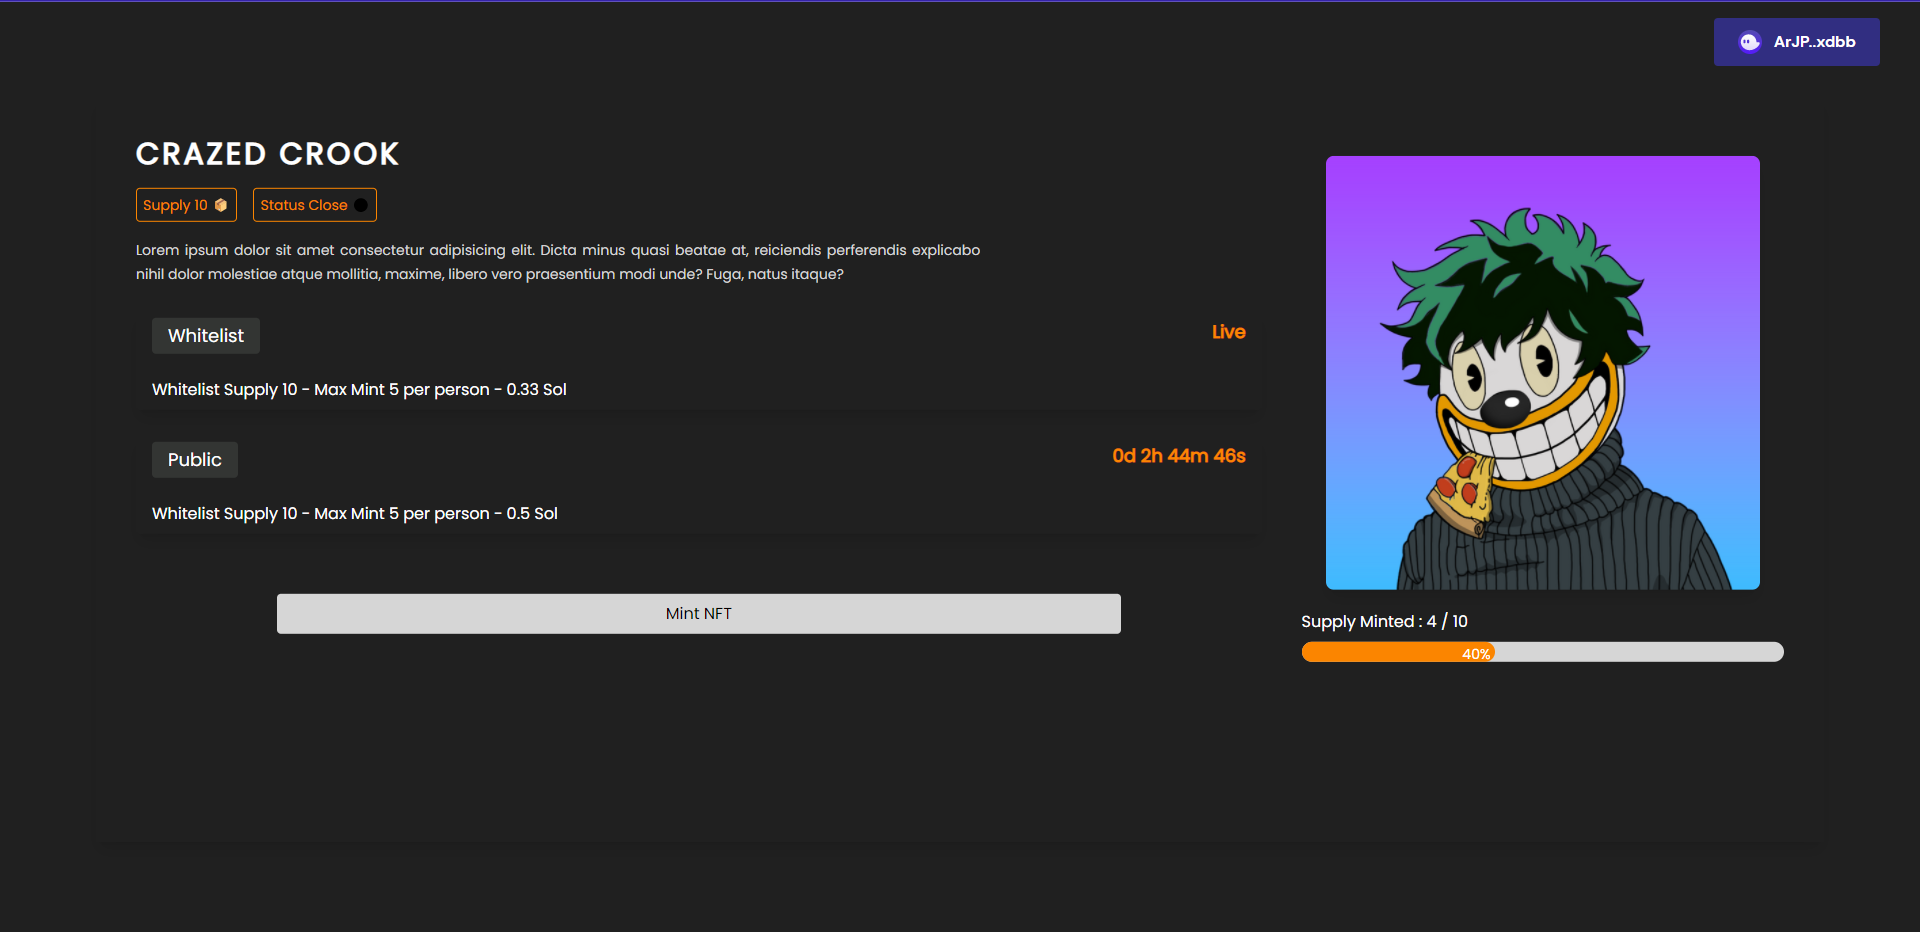 ArJP..xdbb
CRAZED CROOK
Supply 10 📦
Status Close ⚫
Lorem ipsum dolor sit amet consectetur adipisicing elit. Dicta minus quasi beatae at, reiciendis perferendis explicabo
nihil dolor molestiae atque mollitia, maxime, libero vero praesentium modi unde? Fuga, natus itaque?
Whitelist
Live
Whitelist Supply 10 - Max Mint 5 per person - 0.33 Sol
Public
0d 2h 44m 46s
Whitelist Supply 10 - Max Mint 5 per person - 0.5 Sol
Mint NFT
Supply Minted : 4 / 10
40%